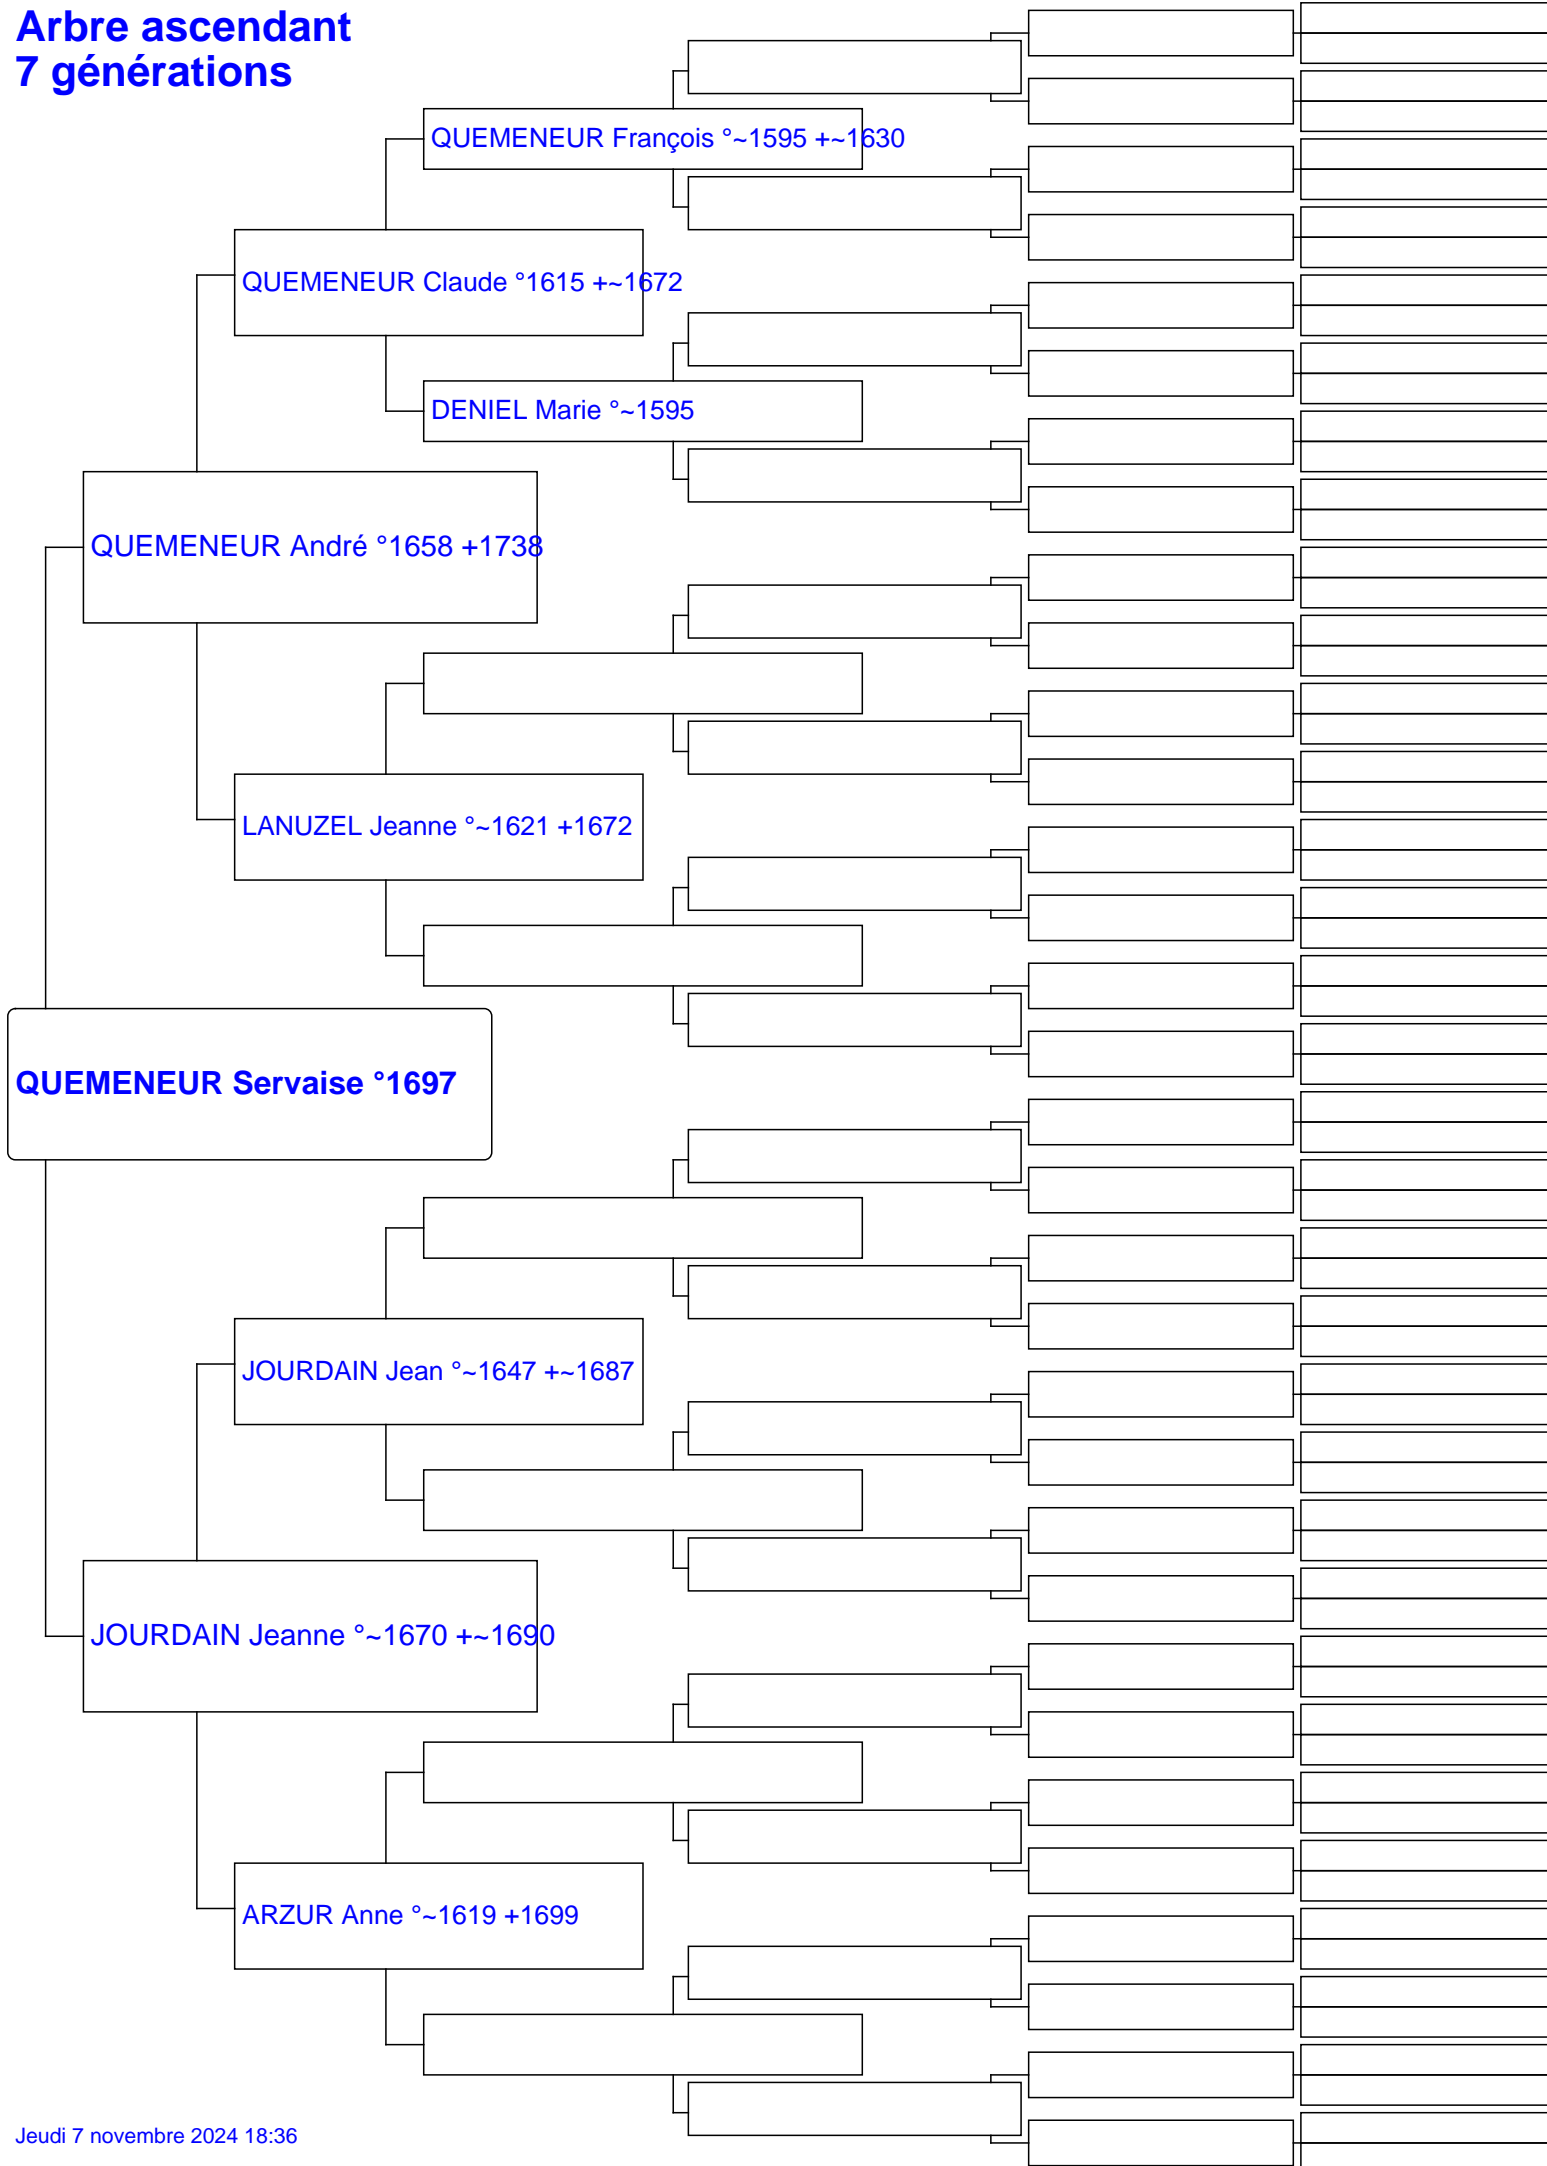 Arbre ascendant
7 générations
QUEMENEUR François °~1595 +~1630
QUEMENEUR Claude °1615 +~1672
DENIEL Marie °~1595
QUEMENEUR André °1658 +1738
LANUZEL Jeanne °~1621 +1672
QUEMENEUR Servaise °1697
JOURDAIN Jean °~1647 +~1687
JOURDAIN Jeanne °~1670 +~1690
ARZUR Anne °~1619 +1699
Jeudi 7 novembre 2024 18:36